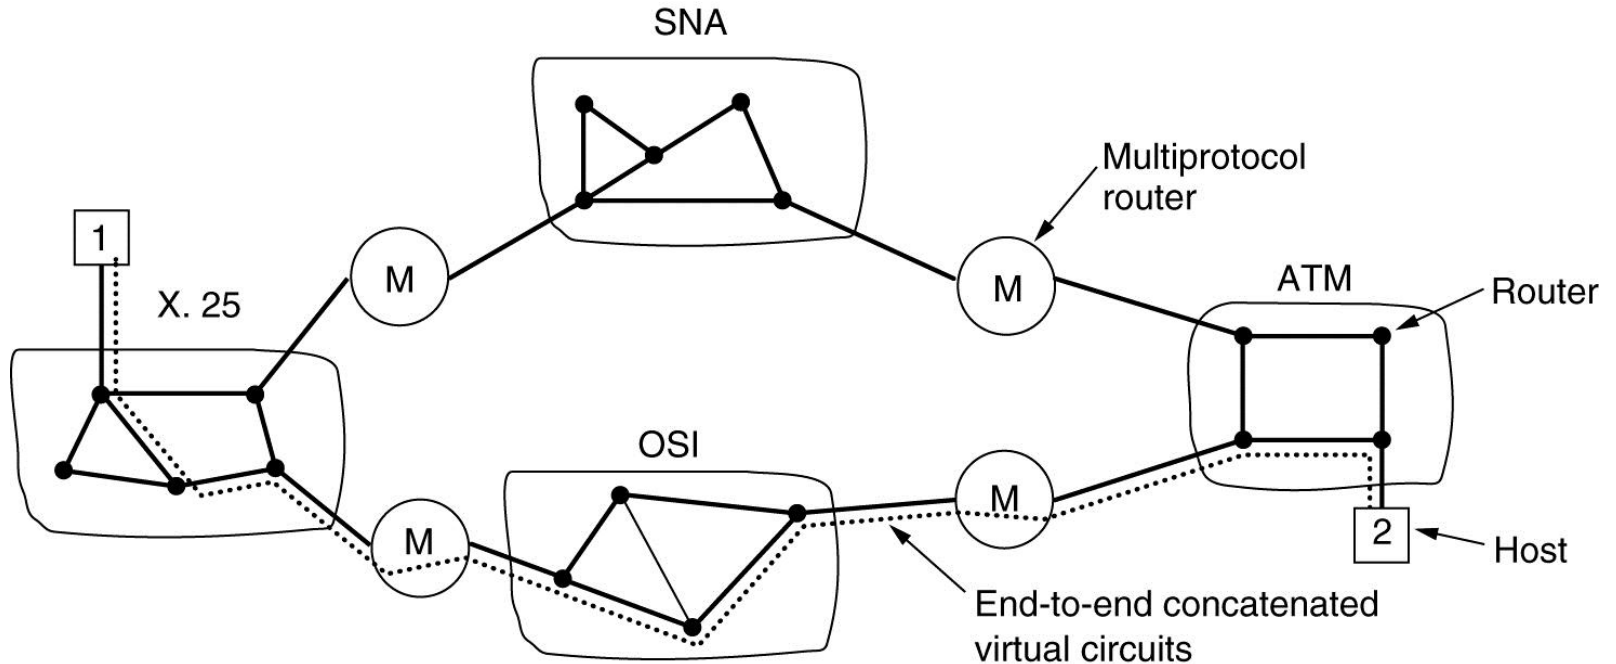 SNA
Multiprotocol
router
1
M
M
X. 25
ATM
Router
OSI
M
M
2
Host
End-to-end concatenated
virtual circuits